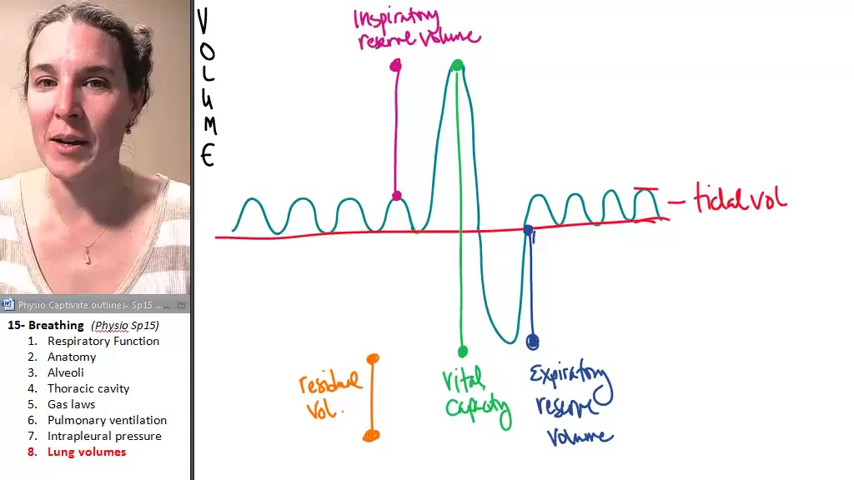 VOLUME
Inspiratory
reserve volume
tidal vol
residual
vol.
vital
capacity
Expiratory
reserve
volume
Physio Captivate outlines- Sp15 ...
15- Breathing (Physio Sp15)
1. Respiratory Function
2. Anatomy
3. Alveoli
4. Thoracic cavity
5. Gas laws
6. Pulmonary ventilation
7. Intrapleural pressure
8. Lung volumes